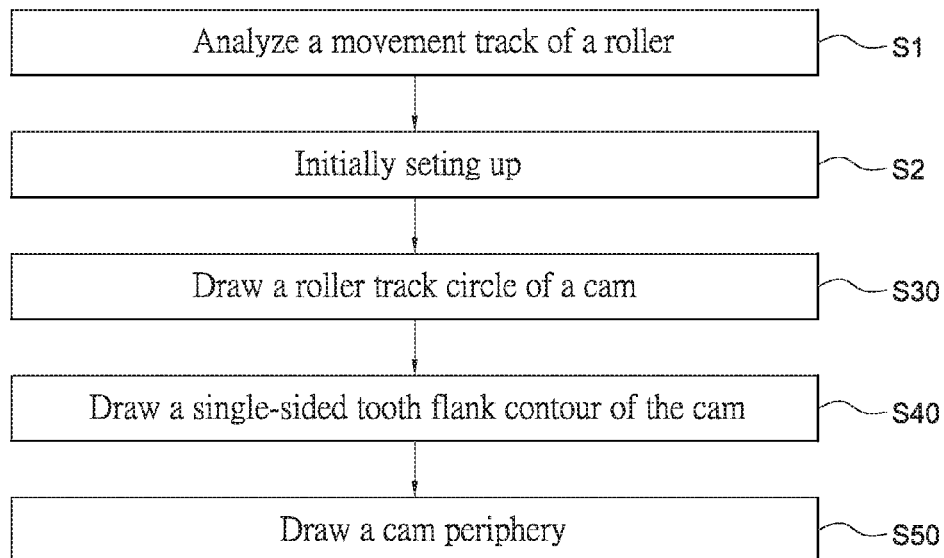 Analyze a movement track of a roller
S1
Initially seting up
S2
Draw a roller track circle of a cam
S30
Draw a single-sided tooth flank contour of the cam
S40
Draw a cam periphery
S50